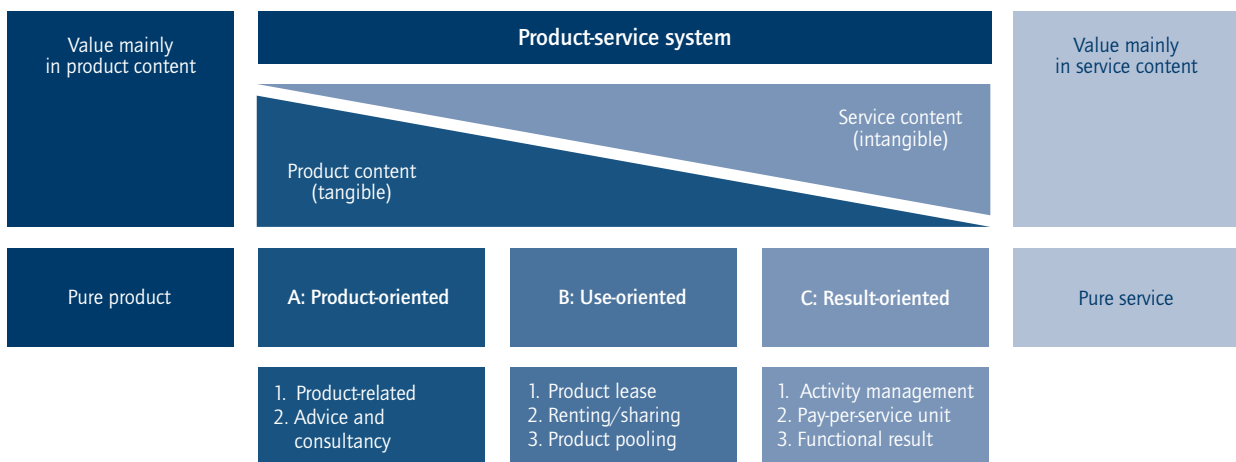 Value mainly
in product content
Product-service system
Value mainly
in service content
Service content
(intangible)
Product content
(tangible)
Pure product
A: Product-oriented
B: Use-oriented
C: Result-oriented
Pure service
1. Product-related
2. Advice and
consultancy
1. Product lease
2. Renting/sharing
3. Product pooling
1. Activity management
2. Pay-per-service unit
3. Functional result